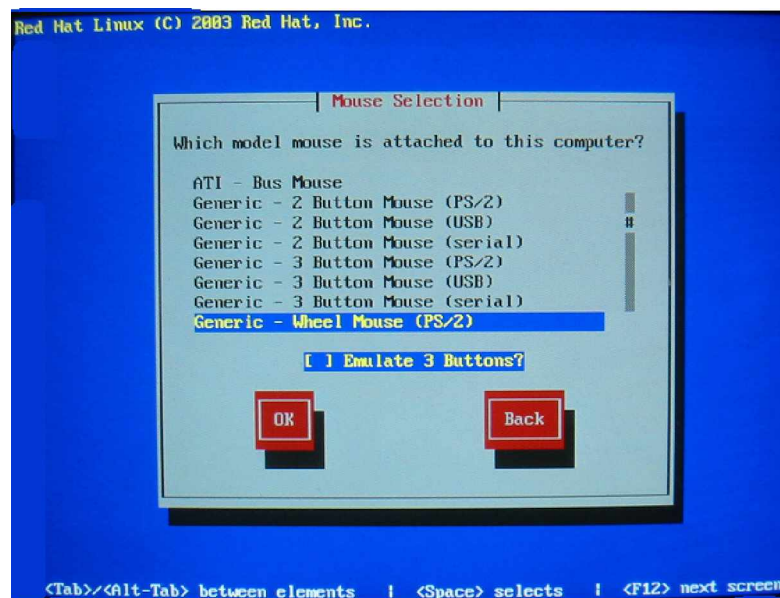 Red Hat Linux (C) 2003 Red Hat, Inc.
Mouse Selection
Which model mouse is attached to this computer?
ATI - Bus Mouse
Generic - 2 Button Mouse (PS/2)
Generic - 2 Button Mouse (USB)
#
Generic - 2 Button Mouse (serial)
Generic - 3 Button Mouse (PS/2)
Generic - 3 Button Mouse (USB)
Generic - 3 Button Mouse (serial)
Generic - Wheel Mouse (PS/2)
[ ] Emulate 3 Buttons?
OK Back
<Tab>/<Alt-Tab> between elements | <Space> selects | <F12> next screen